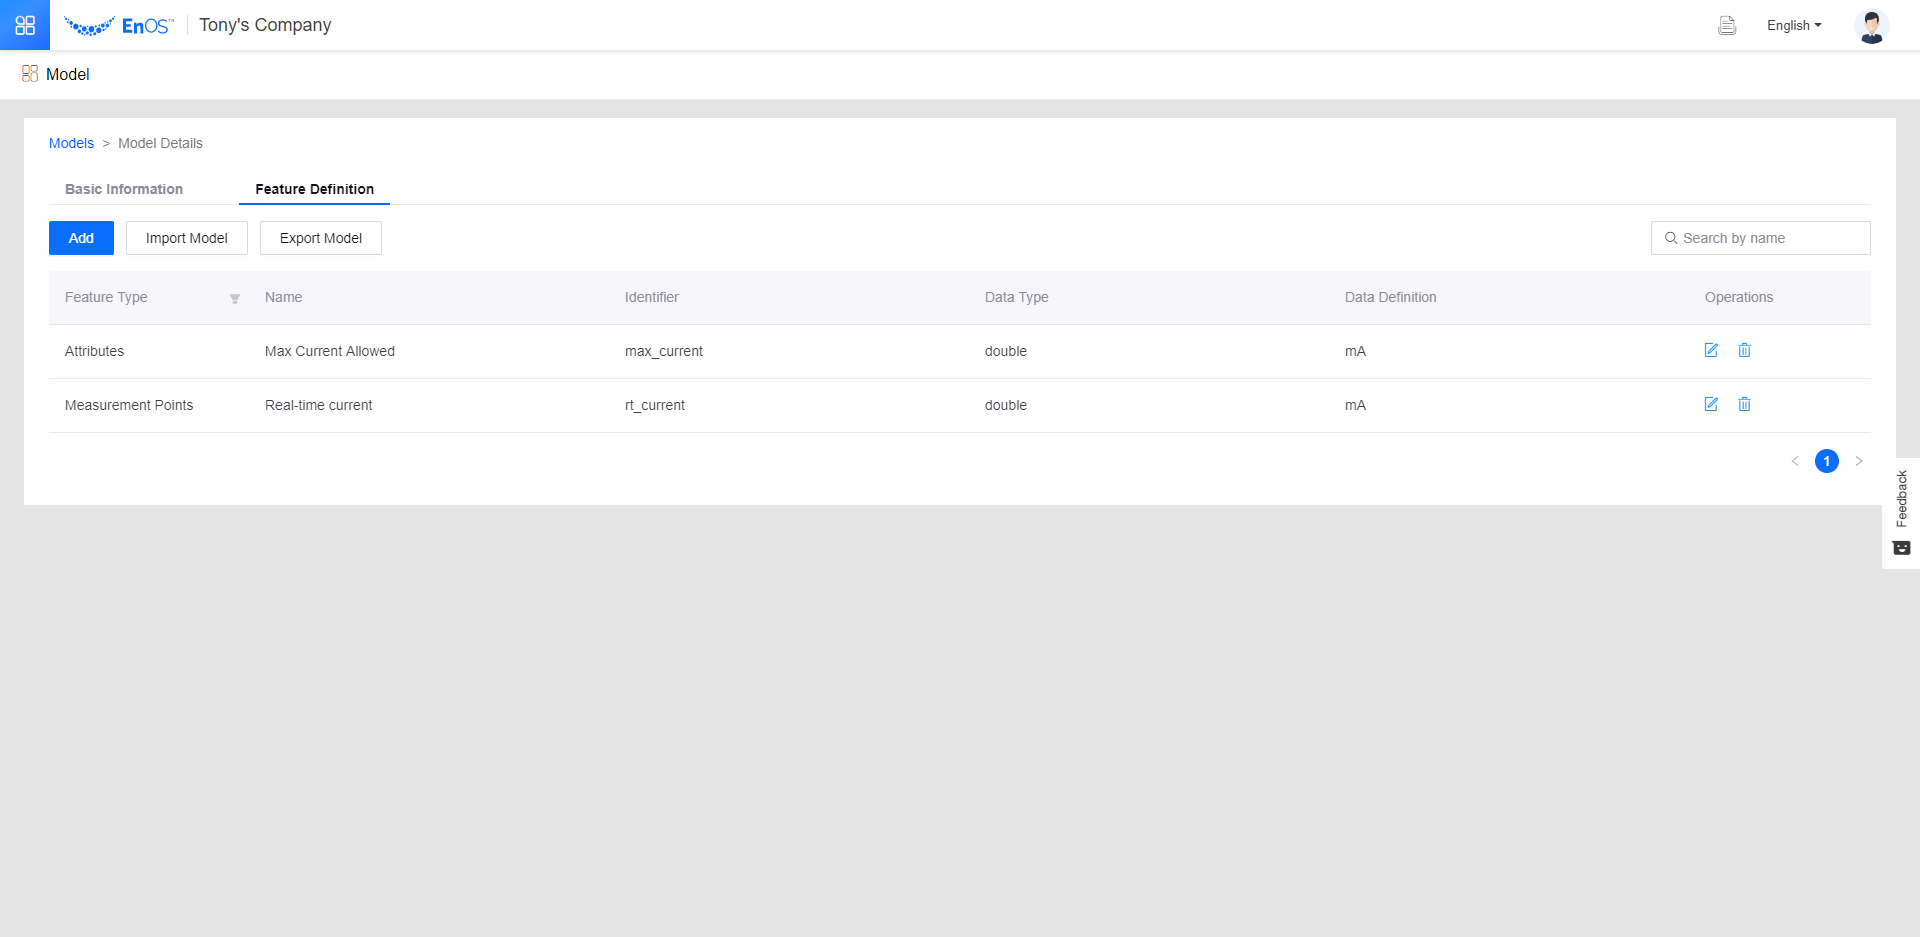 EnOS™ Tony's Company English
Model
Models > Model Details
Basic Information Feature Definition
Add Import Model Export Model Search by name
Feature Type Name Identifier Data Type Data Definition Operations
Attributes Max Current Allowed max_current double mA
Measurement Points Real-time current rt_current double mA
< 1 >
Feedback